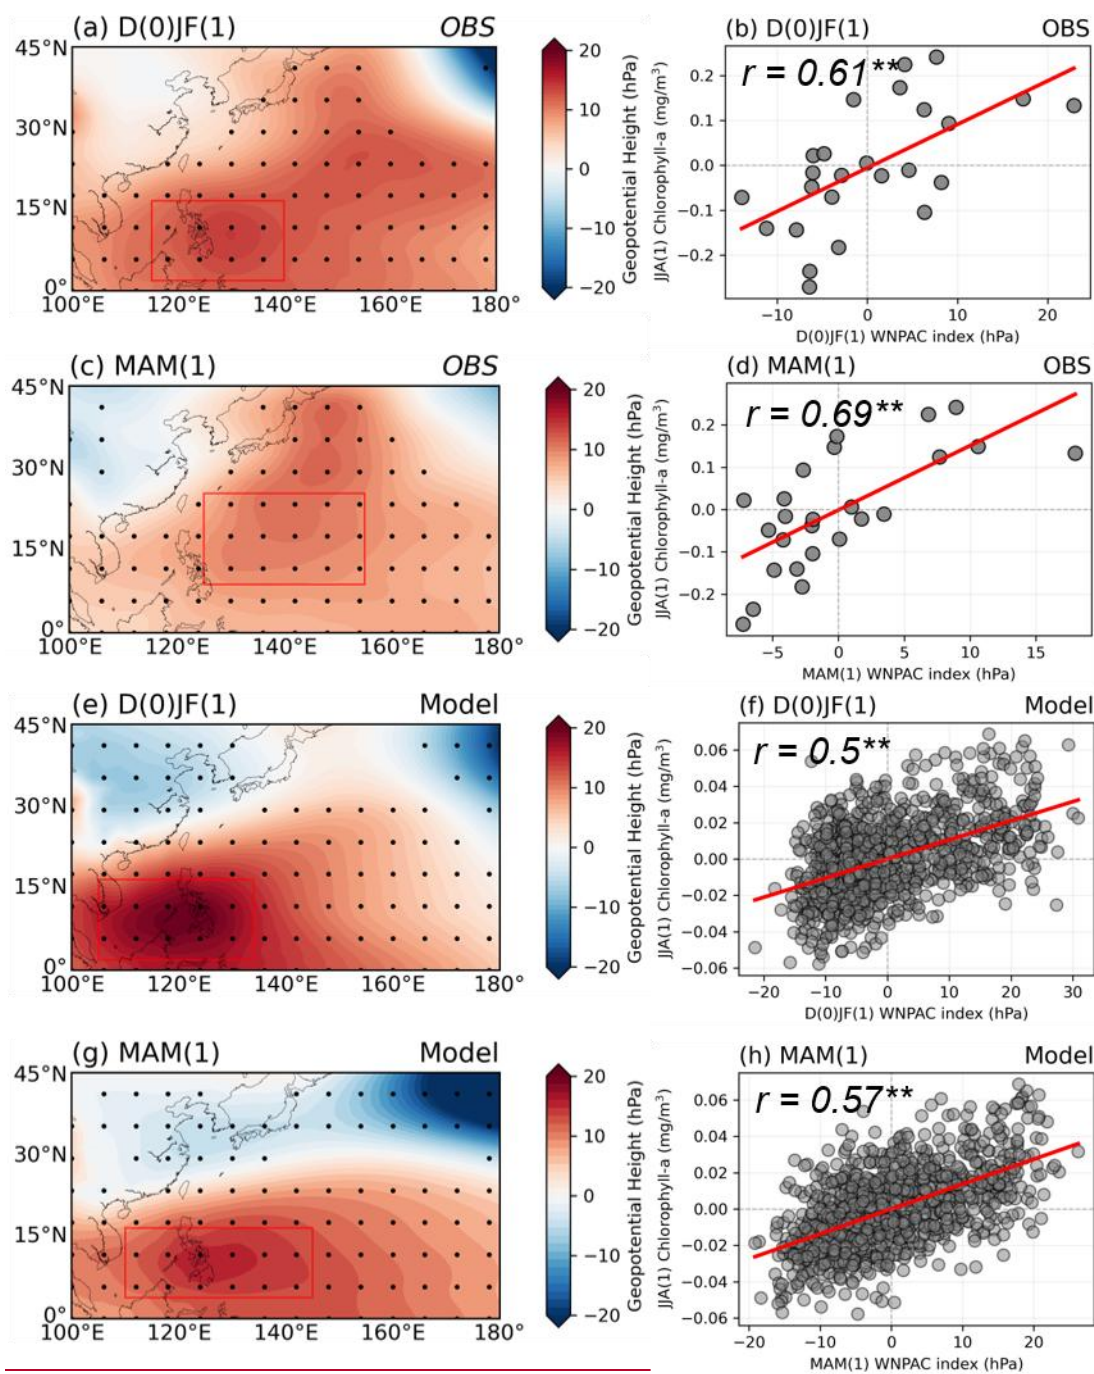 (a) D(0)JF(1) OBS
45°N
30°N
15°N
0°
100°E 120°E 140°E 160°E 180°
20
10
0
−10
−20
Geopotential Height (hPa)
(b) D(0)JF(1) OBS
r = 0.61**
0.2
0.1
0.0
−0.1
−0.2
JJA(1) Chlorophyll-a (mg/m³)
−10 0 10 20
D(0)JF(1) WNPAC index (hPa)
(c) MAM(1) OBS
45°N
30°N
15°N
0°
100°E 120°E 140°E 160°E 180°
20
10
0
−10
−20
Geopotential Height (hPa)
(d) MAM(1) OBS
r = 0.69**
0.2
0.1
0.0
−0.1
−0.2
JJA(1) Chlorophyll-a (mg/m³)
−5 0 5 10 15
MAM(1) WNPAC index (hPa)
(e) D(0)JF(1) Model
45°N
30°N
15°N
0°
100°E 120°E 140°E 160°E 180°
20
10
0
−10
−20
Geopotential Height (hPa)
(f) D(0)JF(1) Model
r = 0.5**
0.06
0.04
0.02
0.00
−0.02
−0.04
−0.06
JJA(1) Chlorophyll-a (mg/m³)
−20 −10 0 10 20 30
D(0)JF(1) WNPAC index (hPa)
(g) MAM(1) Model
45°N
30°N
15°N
0°
100°E 120°E 140°E 160°E 180°
20
10
0
−10
−20
Geopotential Height (hPa)
(h) MAM(1) Model
r = 0.57**
0.06
0.04
0.02
0.00
−0.02
−0.04
−0.06
JJA(1) Chlorophyll-a (mg/m³)
−20 −10 0 10 20
MAM(1) WNPAC index (hPa)